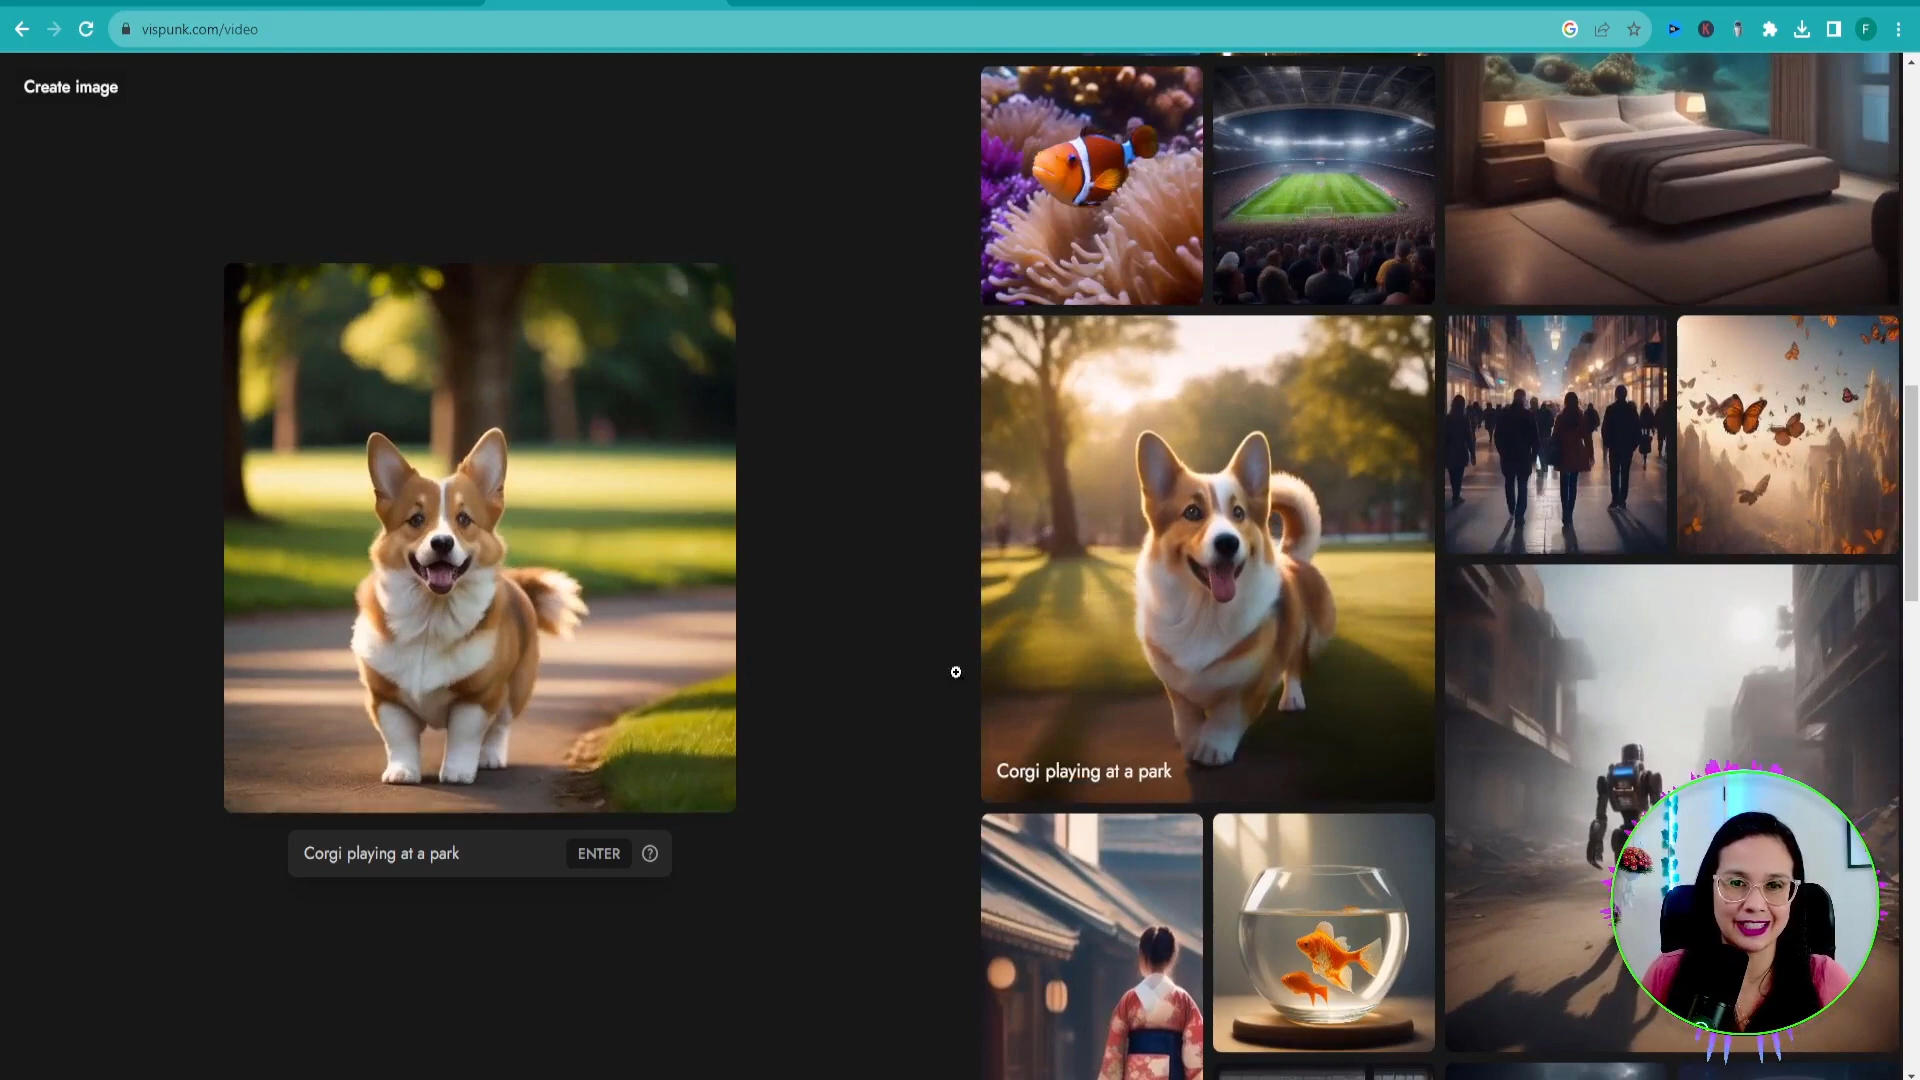 vispunk.com/video
F
Create image
Corgi playing at a park
Corgi playing at a park
ENTER